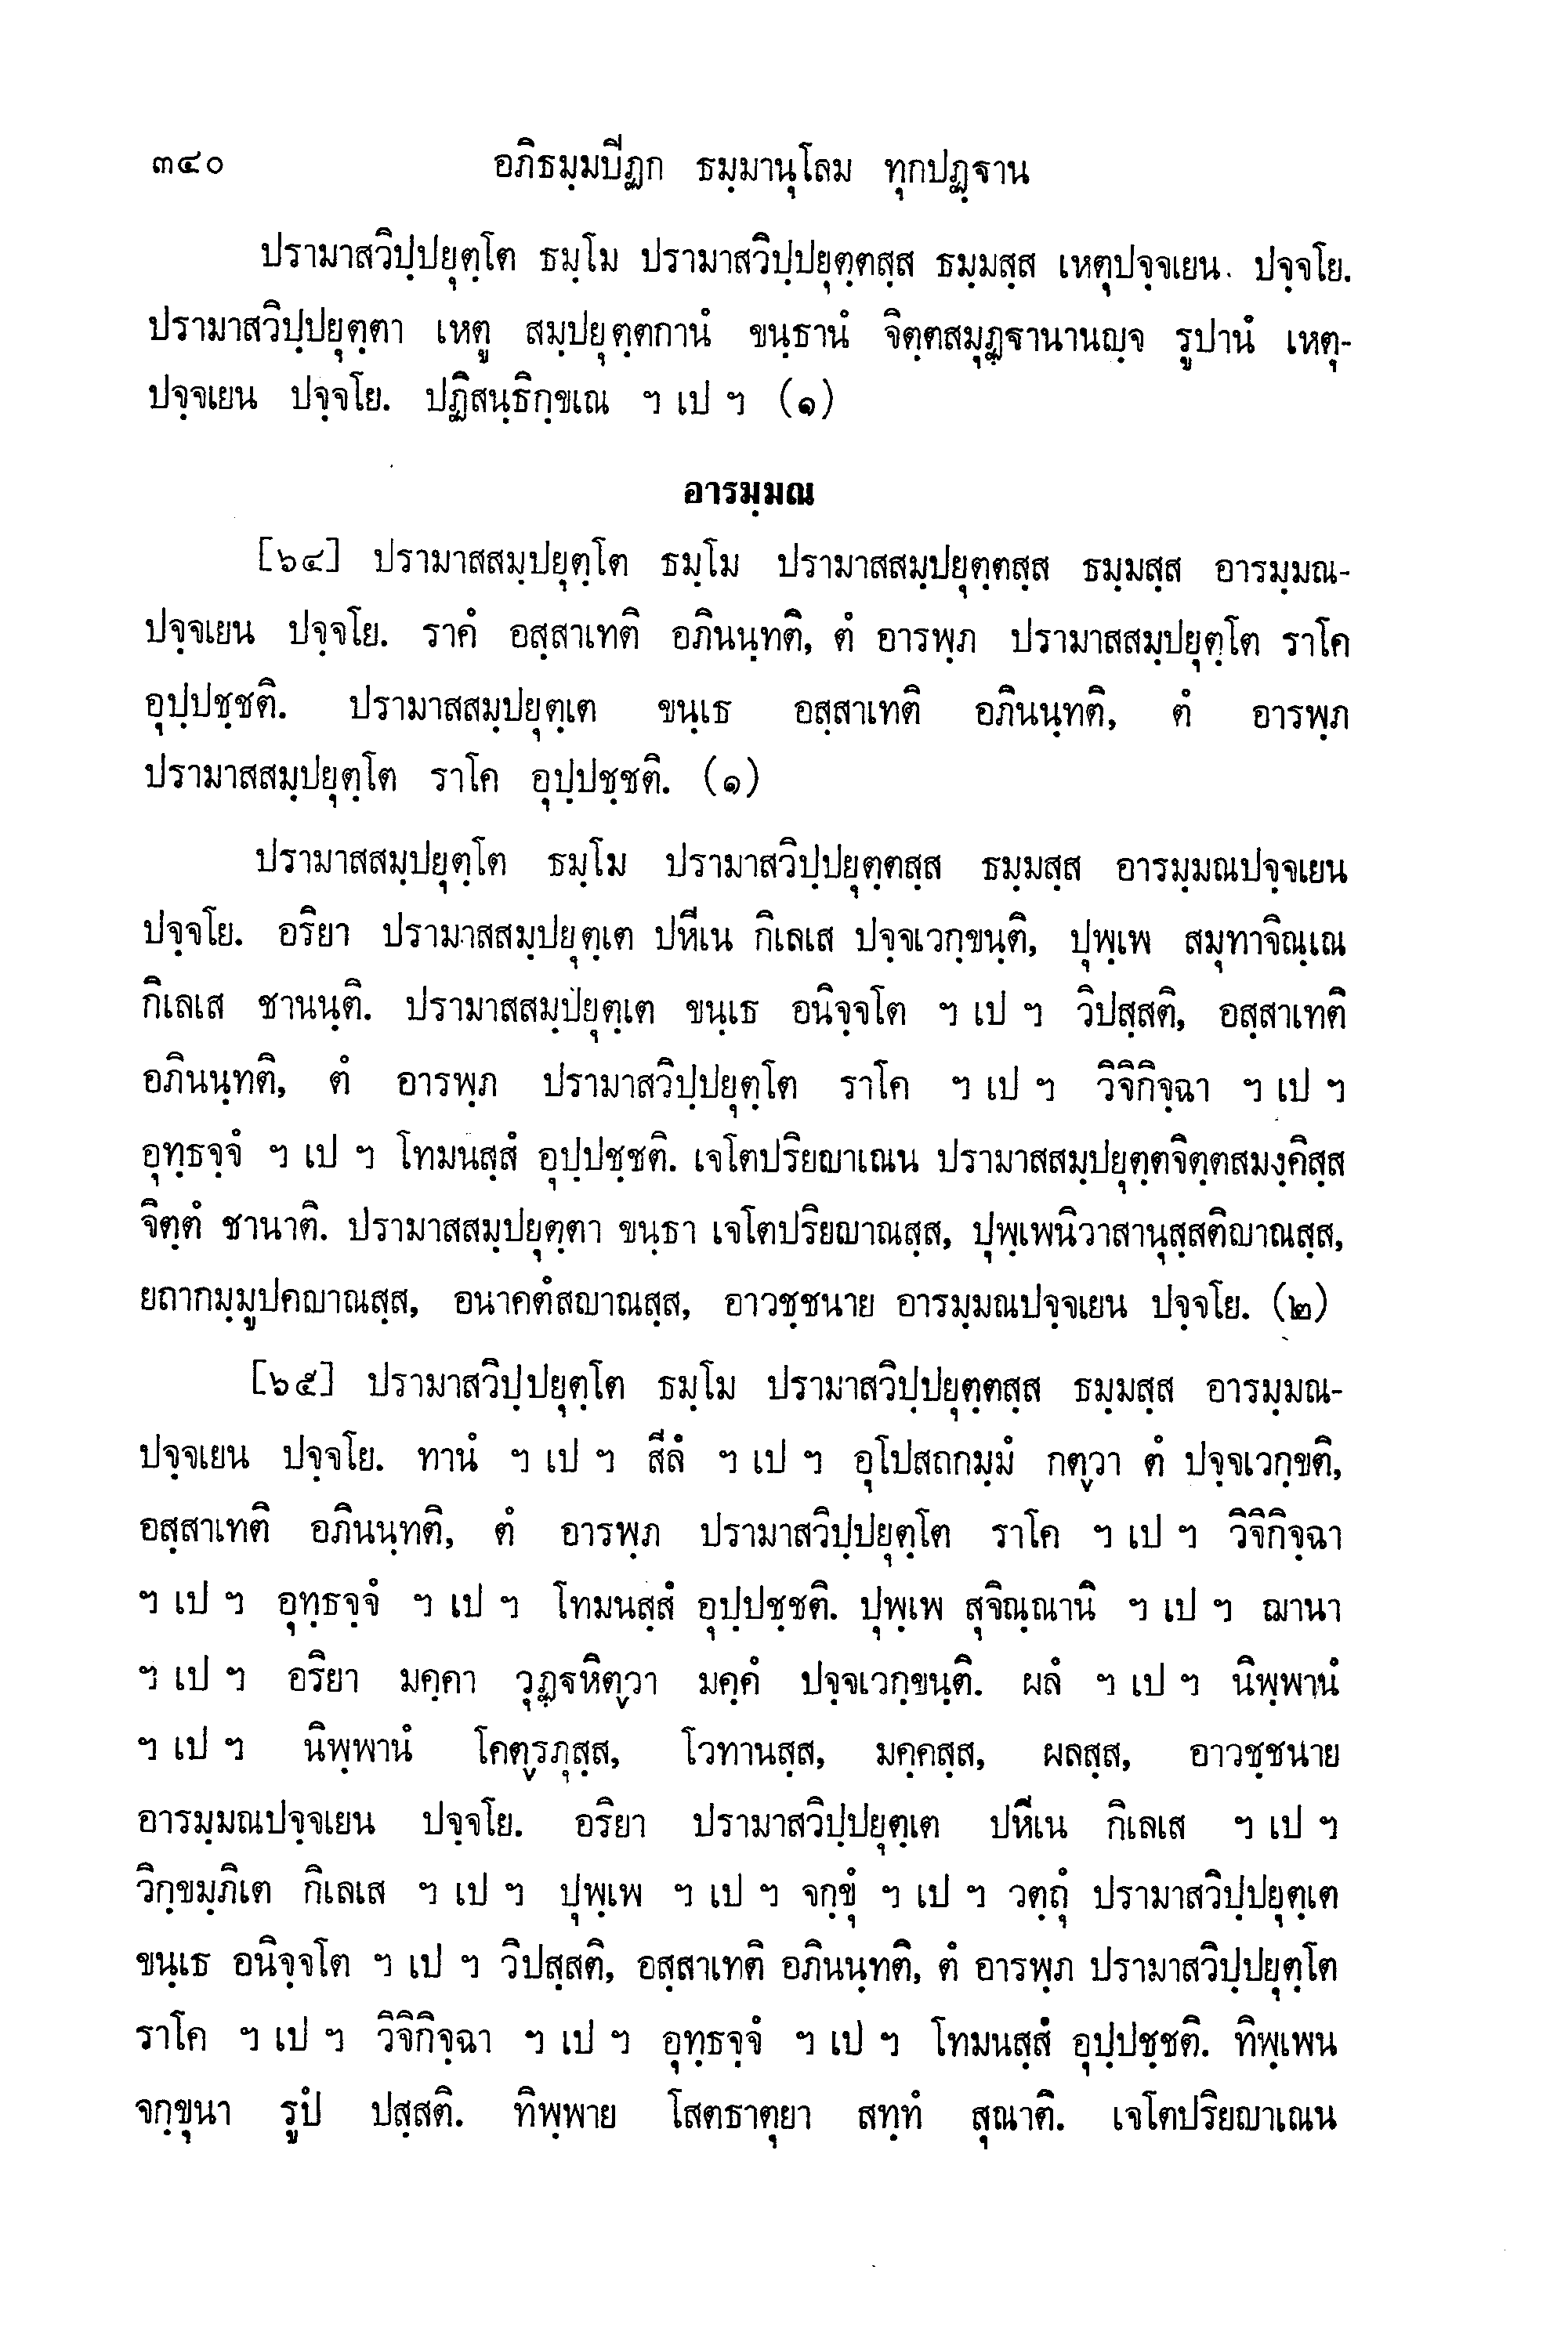 ๓๔๐ อภิธมฺมปีฏก ธมฺมานุโลม ทุกปฏฺฐาน
ปรามาสวิปฺปยุตฺโต ธมฺโม ปรามาสวิปฺปยุตฺตสฺส ธมฺมสฺส เหตุปจฺจเยน ปจฺจโย.
ปรามาสวิปฺปยุตฺตา เหตู สมฺปยุตฺตกานํ ขนฺธานํ จิตฺตสมุฏฺฐานานญฺจ รูปานํ เหตุ-
ปจฺจเยน ปจฺจโย. ปฏิสนฺธิกฺขเณ ฯ เป ฯ (๑)
อารมฺมณ
[๖๔] ปรามาสสมฺปยุตฺโต ธมฺโม ปรามาสสมฺปยุตฺตสฺส ธมฺมสฺส อารมฺมณ-
ปจฺจเยน ปจฺจโย. ราคํ อสฺสาเทติ อภินนฺทติ, ตํ อารพฺภ ปรามาสสมฺปยุตฺโต ราโค
อุปฺปชฺชติ. ปรามาสสมฺปยุตฺเต ขนฺเธ อสฺสาเทติ อภินนฺทติ, ตํ อารพฺภ
ปรามาสสมฺปยุตฺโต ราโค อุปฺปชฺชติ. (๑)
ปรามาสสมฺปยุตฺโต ธมฺโม ปรามาสวิปฺปยุตฺตสฺส ธมฺมสฺส อารมฺมณปจฺจเยน
ปจฺจโย. อริยา ปรามาสสมฺปยุตฺเต ปหีเน กิเลเส ปจฺจเวกฺขนฺติ, ปุพฺเพ สมุทาจิณฺเณ
กิเลเส ชานนฺติ. ปรามาสสมฺปยุตฺเต ขนฺเธ อนิจฺจโต ฯ เป ฯ วิปสฺสติ, อสฺสาเทติ
อภินนฺทติ, ตํ อารพฺภ ปรามาสวิปฺปยุตฺโต ราโค ฯ เป ฯ วิจิกิจฺฉา ฯ เป ฯ
อุทฺธจฺจํ ฯ เป ฯ โทมนสฺสํ อุปฺปชฺชติ. เจโตปริยญาเณน ปรามาสสมฺปยุตฺตจิตฺตสมงฺคิสฺส
จิตฺตํ ชานาติ. ปรามาสสมฺปยุตฺตา ขนฺธา เจโตปริยญาณสฺส, ปุพฺเพนิวาสานุสฺสติญาณสฺส,
ยถากมฺมูปคญาณสฺส, อนาคตํสญาณสฺส, อาวชฺชนาย อารมฺมณปจฺจเยน ปจฺจโย. (๒)
[๖๕] ปรามาสวิปฺปยุตฺโต ธมฺโม ปรามาสวิปฺปยุตฺตสฺส ธมฺมสฺส อารมฺมณ-
ปจฺจเยน ปจฺจโย. ทานํ ฯ เป ฯ สีลํ ฯ เป ฯ อุโปสถกมฺมํ กตฺวา ตํ ปจฺจเวกฺขติ,
อสฺสาเทติ อภินนฺทติ, ตํ อารพฺภ ปรามาสวิปฺปยุตฺโต ราโค ฯ เป ฯ วิจิกิจฺฉา
ฯ เป ฯ อุทฺธจฺจํ ฯ เป ฯ โทมนสฺสํ อุปฺปชฺชติ. ปุพฺเพ สุจิณฺณานิ ฯ เป ฯ ฌานา
ฯ เป ฯ อริยา มคฺคา วุฏฺฐหิตฺวา มคฺคํ ปจฺจเวกฺขนฺติ. ผลํ ฯ เป ฯ นิพฺพานํ
ฯ เป ฯ นิพฺพานํ โคตฺรภุสฺส, โวทานสฺส, มคฺคสฺส, ผลสฺส, อาวชฺชนาย
อารมฺมณปจฺจเยน ปจฺจโย. อริยา ปรามาสวิปฺปยุตฺเต ปหีเน กิเลเส ฯ เป ฯ
วิกฺขมฺภิเต กิเลเส ฯ เป ฯ ปุพฺเพ ฯ เป ฯ จกฺขุํ ฯ เป ฯ วตฺถุํ ปรามาสวิปฺปยุตฺเต
ขนฺเธ อนิจฺจโต ฯ เป ฯ วิปสฺสติ, อสฺสาเทติ อภินนฺทติ, ตํ อารพฺภ ปรามาสวิปฺปยุตฺโต
ราโค ฯ เป ฯ วิจิกิจฺฉา ฯ เป ฯ อุทฺธจฺจํ ฯ เป ฯ โทมนสฺสํ อุปฺปชฺชติ. ทิพฺเพน
จกฺขุนา รูปํ ปสฺสติ. ทิพฺพาย โสตธาตุยา สทฺทํ สุณาติ. เจโตปริยญาเณน